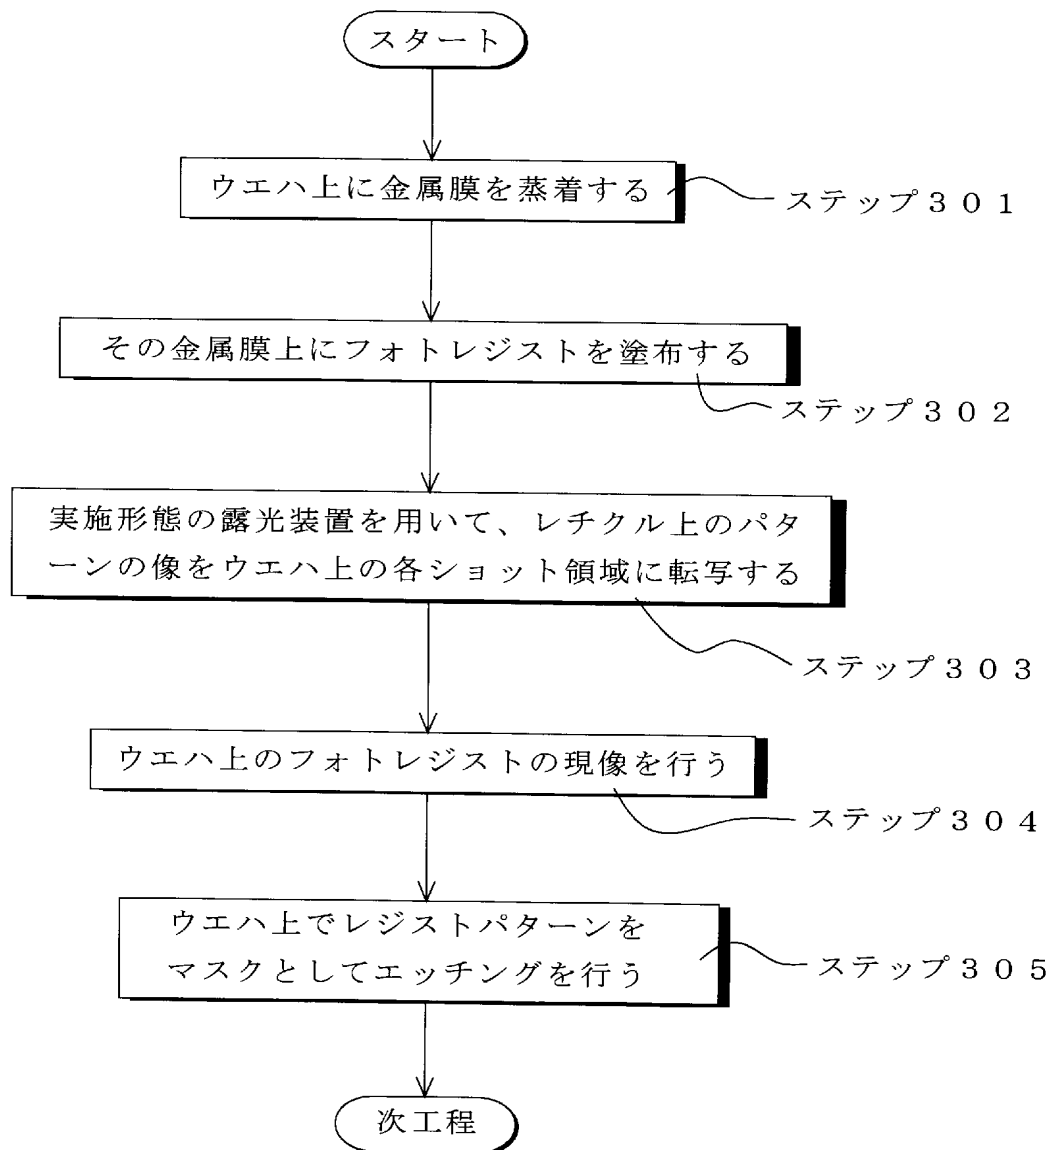 スタート
ウエハ上に金属膜を蒸着する
ステップ３０１
その金属膜上にフォトレジストを塗布する
ステップ３０２
実施形態の露光装置を用いて、レチクル上のパタ
ーンの像をウエハ上の各ショット領域に転写する
ステップ３０３
ウエハ上のフォトレジストの現像を行う
ステップ３０４
ウエハ上でレジストパターンを
マスクとしてエッチングを行う
ステップ３０５
次工程